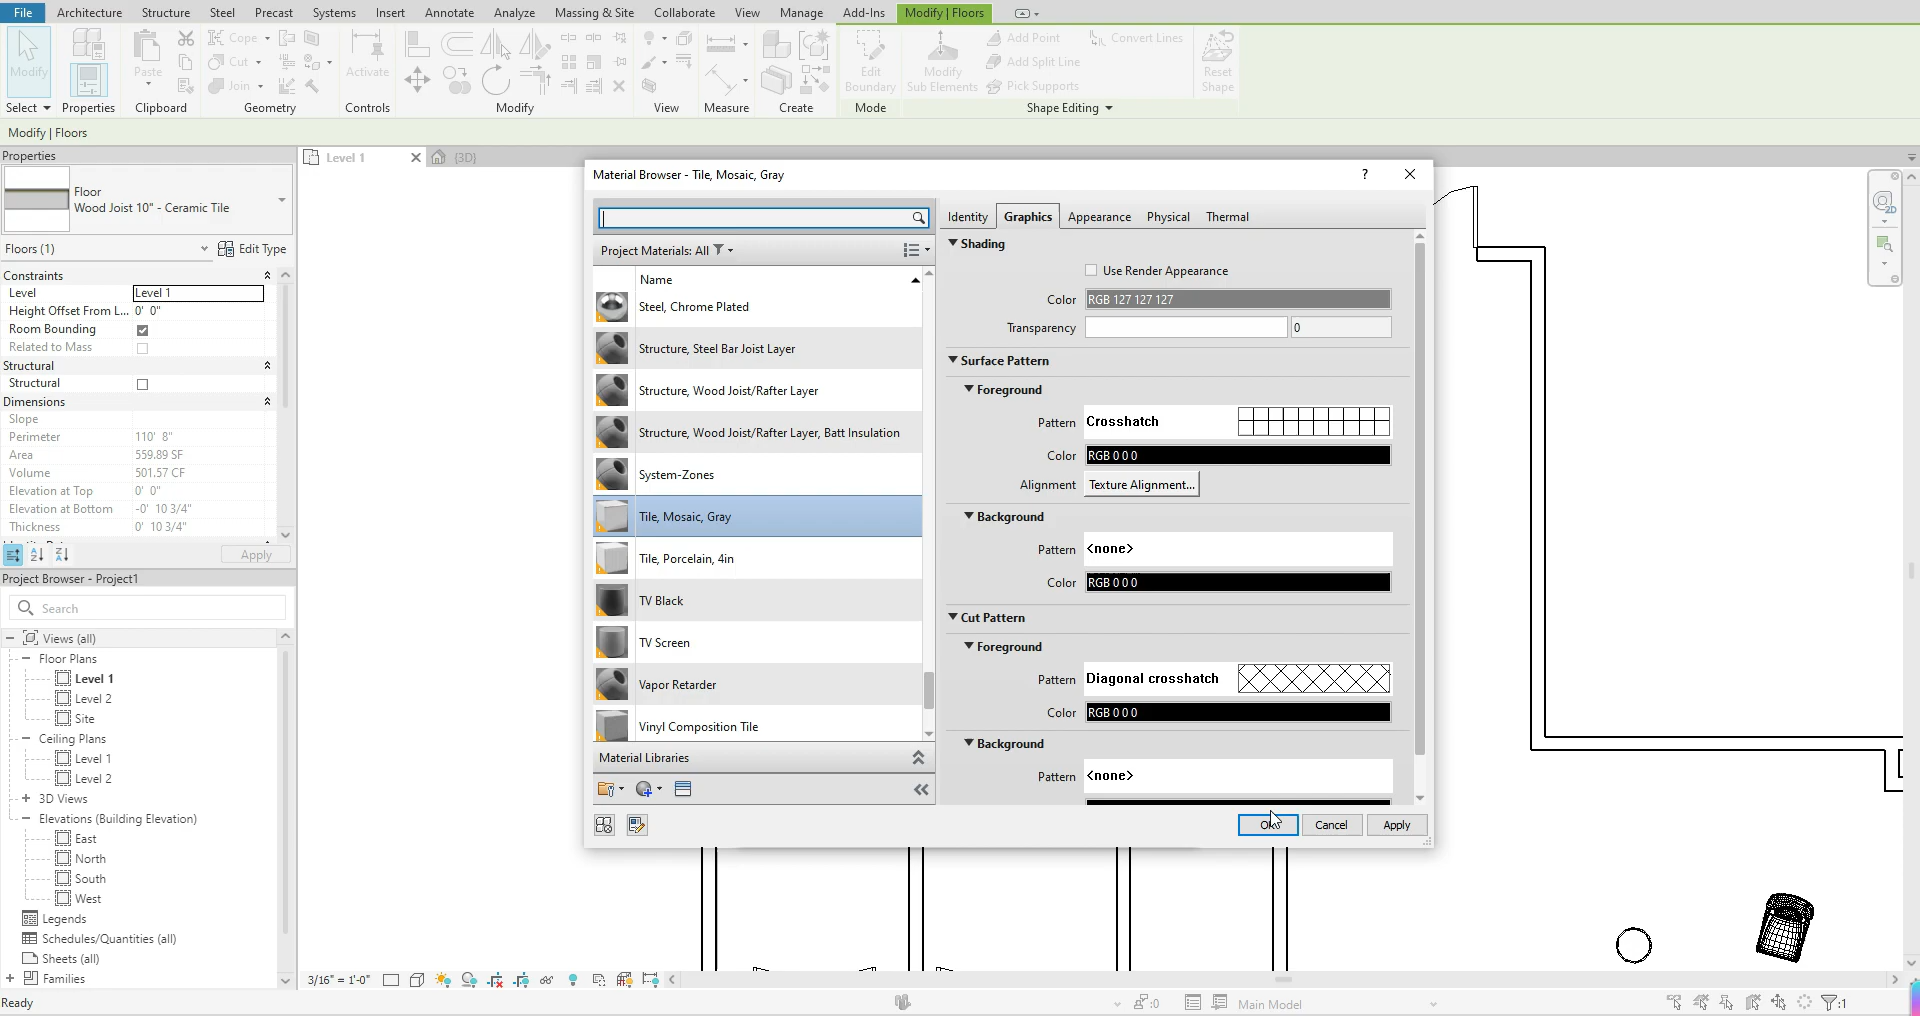 File Architecture Structure Steel Precast Systems Insert Annotate Analyze Massing & Site Collaborate View Manage Add-Ins Modify | Floors
Modify Paste Cope Cut Join Activate Edit Boundary Modify Sub Elements Add Point Add Split Line Pick Supports Convert Lines Reset Shape
Select Properties Clipboard Geometry Controls Modify View Measure Create Mode Shape Editing
Modify | Floors
Properties
Floor
Wood Joist 10" - Ceramic Tile
Floors (1) Edit Type
Constraints
Level Level 1
Height Offset From L... 0' 0"
Room Bounding
Related to Mass
Structural
Structural
Dimensions
Slope
Perimeter 110' 8"
Area 559.89 SF
Volume 501.57 CF
Elevation at Top 0' 0"
Elevation at Bottom -0' 10 3/4"
Thickness 0' 10 3/4"
Apply
Project Browser - Project1
Search
Views (all)
Floor Plans
Level 1
Level 2
Site
Ceiling Plans
Level 1
Level 2
3D Views
Elevations (Building Elevation)
East
North
South
West
Legends
Schedules/Quantities (all)
Sheets (all)
Families
Ready
Level 1 {3D}
Material Browser - Tile, Mosaic, Gray ?
Project Materials: All
Name
Steel, Chrome Plated
Structure, Steel Bar Joist Layer
Structure, Wood Joist/Rafter Layer
Structure, Wood Joist/Rafter Layer, Batt Insulation
System-Zones
Tile, Mosaic, Gray
Tile, Porcelain, 4in
TV Black
TV Screen
Vapor Retarder
Vinyl Composition Tile
Material Libraries
Identity Graphics Appearance Physical Thermal
Shading
Use Render Appearance
Color RGB 127 127 127
Transparency 0
Surface Pattern
Foreground
Pattern Crosshatch
Color RGB 0 0 0
Alignment Texture Alignment...
Background
Pattern <none>
Color RGB 0 0 0
Cut Pattern
Foreground
Pattern Diagonal crosshatch
Color RGB 0 0 0
Background
Pattern <none>
OK Cancel Apply
2D
3/16" = 1'-0"
:0 Main Model :1